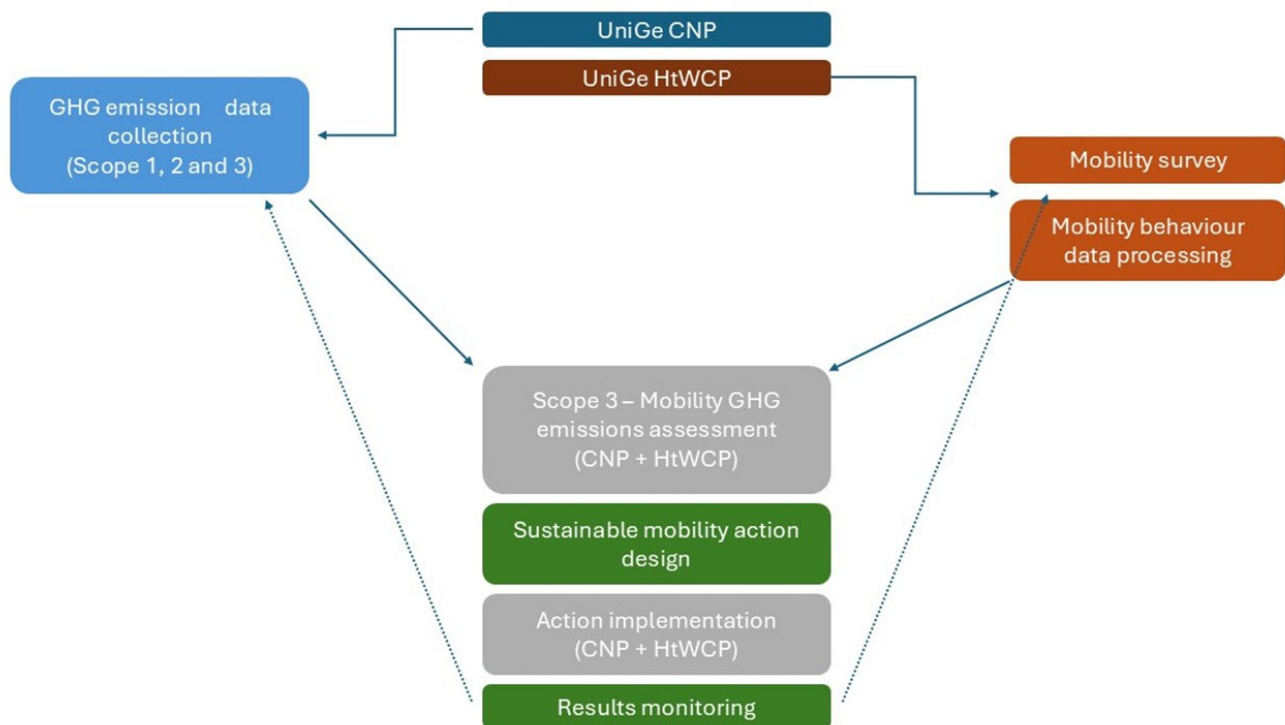 UniGe CNP
UniGe HtWCP
GHG emission data
collection
(Scope 1, 2 and 3)
Mobility survey
Mobility behaviour
data processing
Scope 3 – Mobility GHG
emissions assessment
(CNP + HtWCP)
Sustainable mobility action
design
Action implementation
(CNP + HtWCP)
Results monitoring